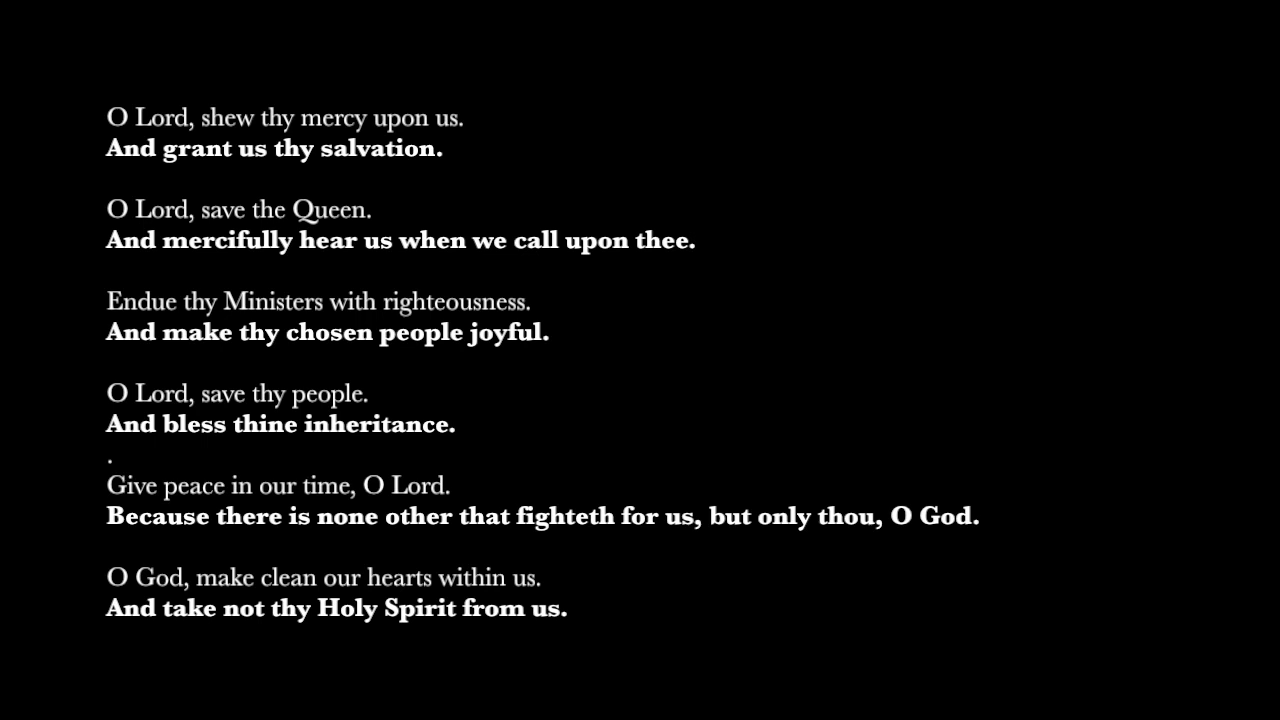 O Lord, shew thy mercy upon us.
And grant us thy salvation.
O Lord, save the Queen.
And mercifully hear us when we call upon thee.
Endue thy Ministers with righteousness.
And make thy chosen people joyful.
O Lord, save thy people.
And bless thine inheritance.
.
Give peace in our time, O Lord.
Because there is none other that fighteth for us, but only thou, O God.
O God, make clean our hearts within us.
And take not thy Holy Spirit from us.